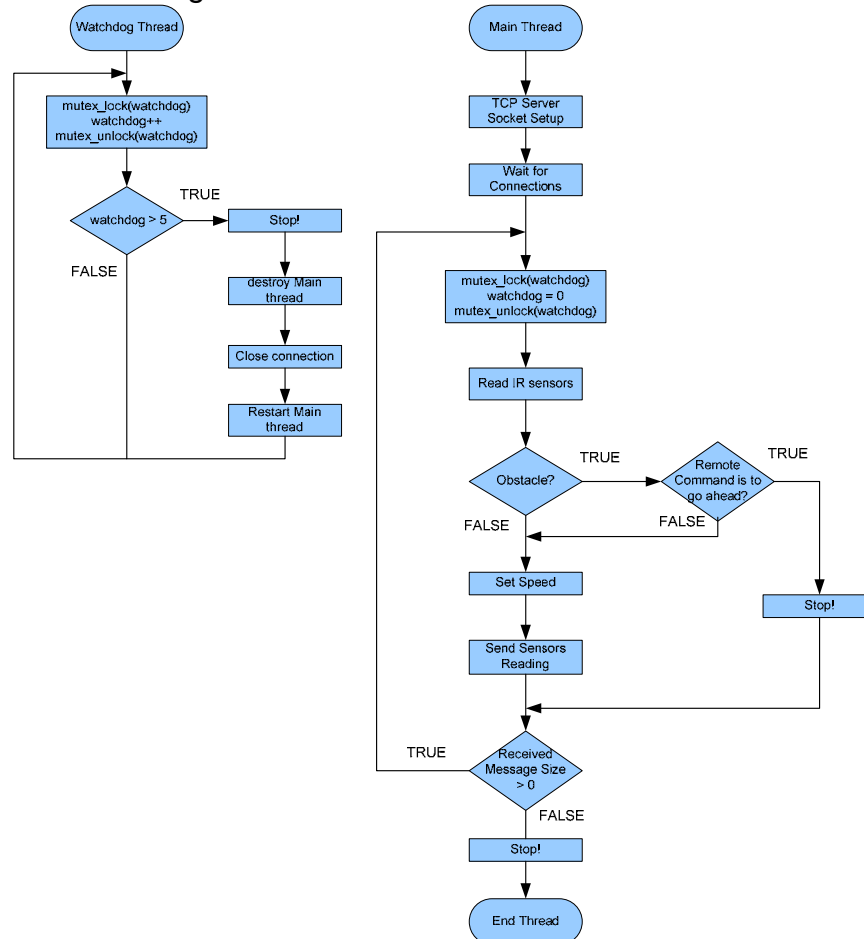 Watchdog Thread
mutex_lock(watchdog)
watchdog++
mutex_unlock(watchdog)
watchdog > 5
TRUE
FALSE
Stop!
destroy Main
thread
Close connection
Restart Main
thread
Main Thread
TCP Server
Socket Setup
Wait for
Connections
mutex_lock(watchdog)
watchdog = 0
mutex_unlock(watchdog)
Read IR sensors
Obstacle?
TRUE
FALSE
Remote
Command is to
go ahead?
TRUE
FALSE
Set Speed
Stop!
Send Sensors
Reading
Received
Message Size
> 0
TRUE
FALSE
Stop!
End Thread